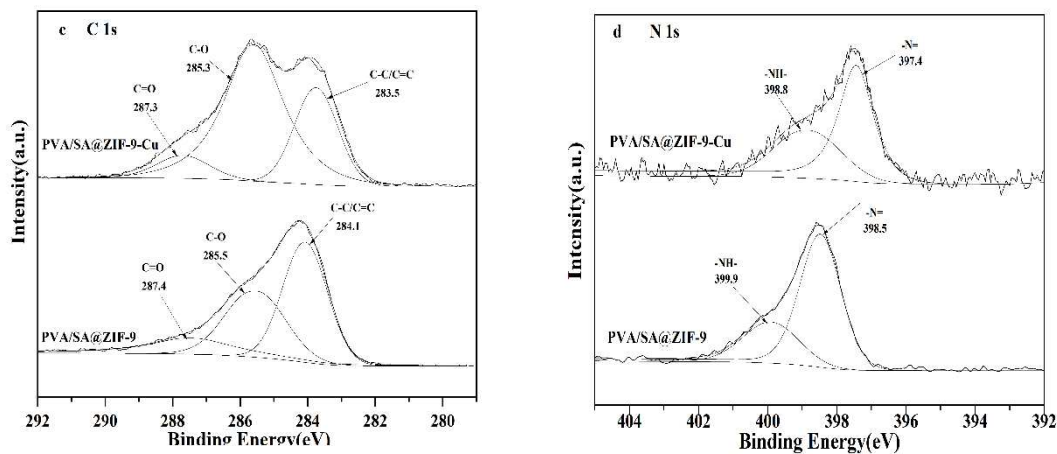 c C 1s
C-O
285.3
C-C/C=C
283.5
C=O
287.3
PVA/SA@ZIF-9-Cu
C-C/C=C
284.1
C-O
285.5
C=O
287.4
PVA/SA@ZIF-9
Intensity(a.u.)
292 290 288 286 284 282 280
Binding Energy(eV)
d N 1s
-N=
397.4
-NH-
398.8
PVA/SA@ZIF-9-Cu
-N=
398.5
-NH-
399.9
PVA/SA@ZIF-9
Intensity(a.u.)
404 402 400 398 396 394 392
Binding Energy(eV)